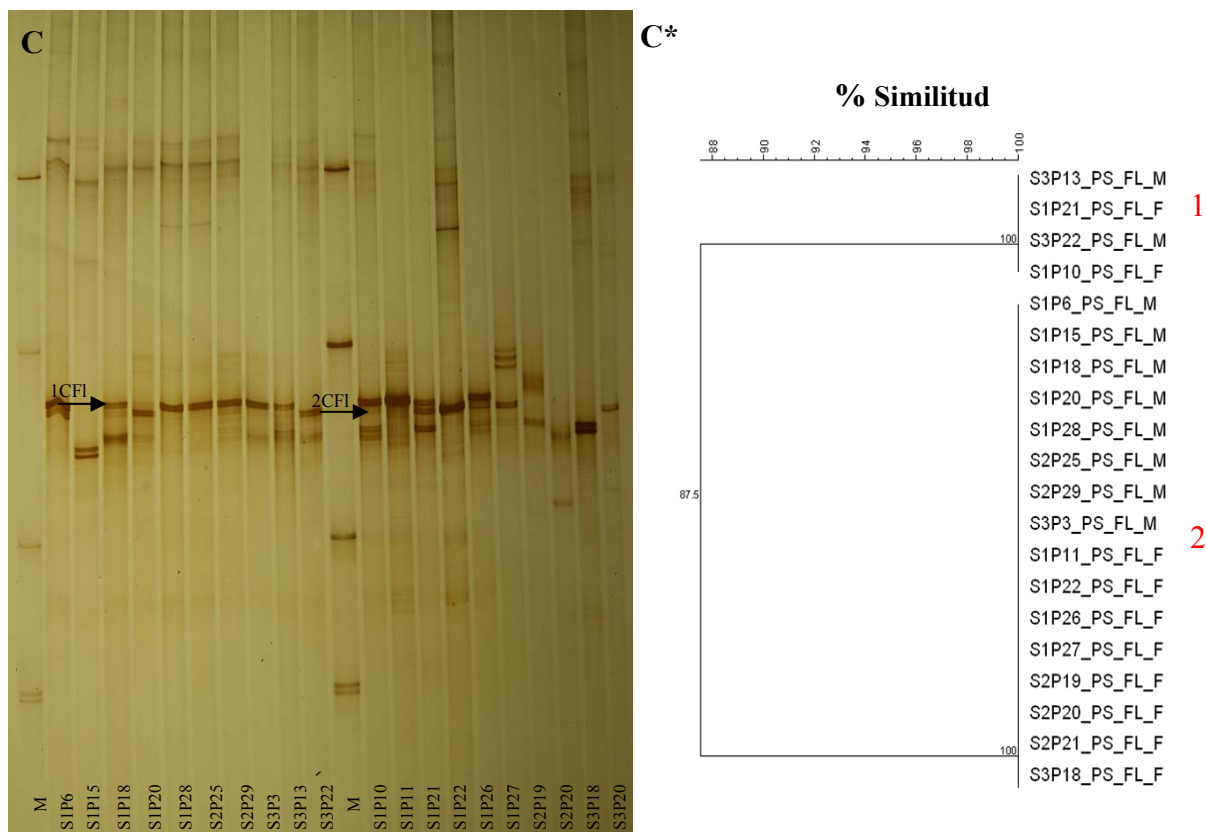 C
1CFl
2CFl
M
S1P6
S1P15
S1P18
S1P20
S1P28
S2P25
S2P29
S3P3
S3P13
S3P22
M
S1P10
S1P11
S1P21
S1P22
S1P26
S1P27
S2P19
S2P20
S3P18
S3P20
C*
% Similitud
88
90
92
94
96
98
100
S3P13_PS_FL_M
S1P21_PS_FL_F
1
S3P22_PS_FL_M
100
S1P10_PS_FL_F
S1P6_PS_FL_M
S1P15_PS_FL_M
S1P18_PS_FL_M
S1P20_PS_FL_M
S1P28_PS_FL_M
S2P25_PS_FL_M
S2P29_PS_FL_M
87.5
S3P3_PS_FL_M
2
S1P11_PS_FL_F
S1P22_PS_FL_F
S1P26_PS_FL_F
S1P27_PS_FL_F
S2P19_PS_FL_F
S2P20_PS_FL_F
S2P21_PS_FL_F
100
S3P18_PS_FL_F